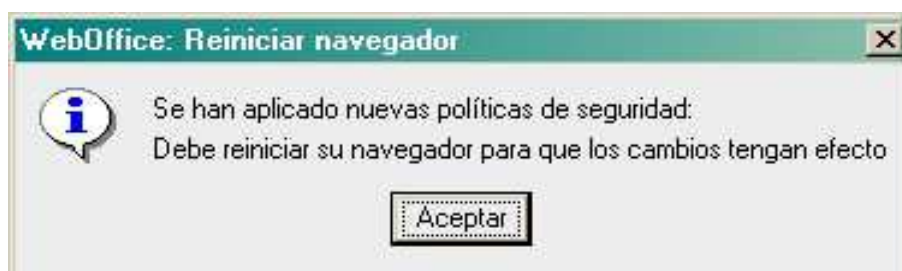 WebOffice: Reiniciar navegador
Se han aplicado nuevas políticas de seguridad:
Debe reiniciar su navegador para que los cambios tengan efecto
Aceptar